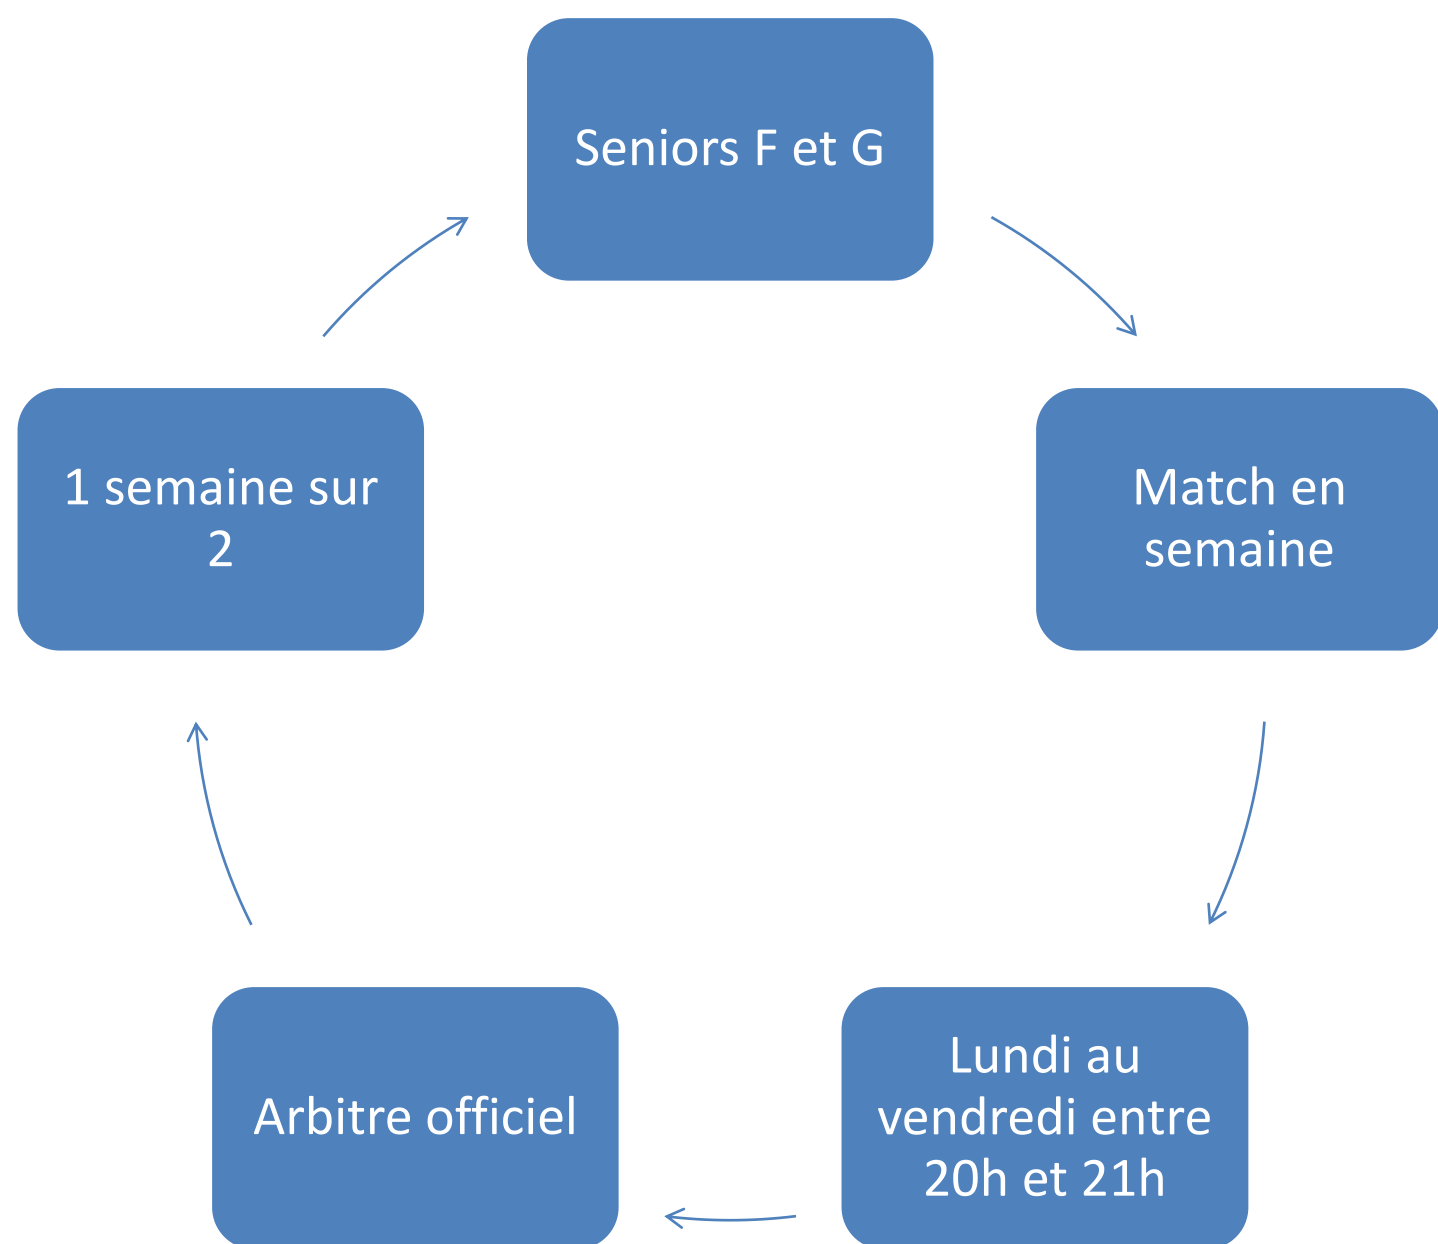 Seniors F et G
Match en
semaine
Lundi au
vendredi entre
20h et 21h
Arbitre officiel
1 semaine sur
2